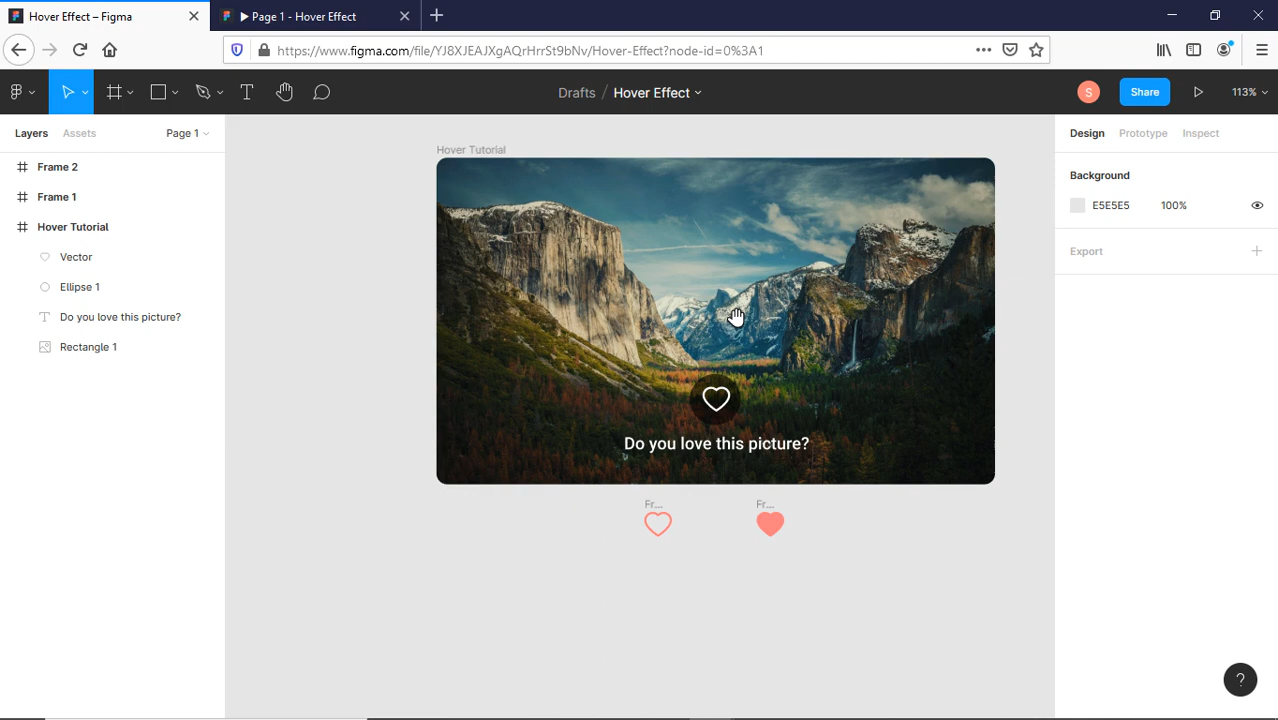 Hover Effect – Figma
▶ Page 1 - Hover Effect
https://www.figma.com/file/YJ8XJEAJXgAQrHrrSt9bNv/Hover-Effect?node-id=0%3A1
Drafts / Hover Effect
S
Share
113%
Layers
Assets
Page 1
Design
Prototype
Inspect
Frame 2
Frame 1
Hover Tutorial
Vector
Ellipse 1
Do you love this picture?
Rectangle 1
Hover Tutorial
Do you love this picture?
Fr...
Fr...
Background
E5E5E5
100%
Export
?